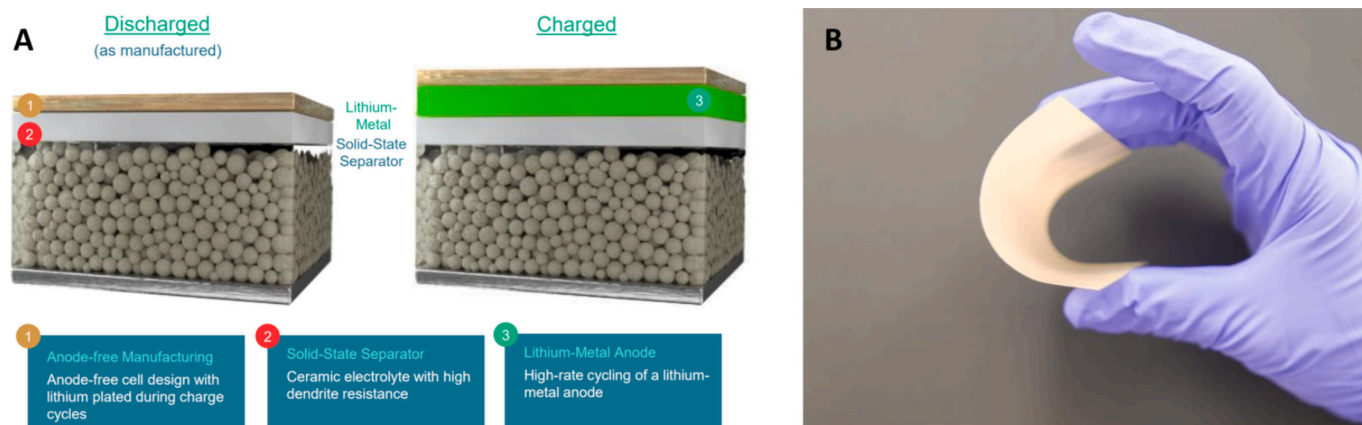 A
Discharged
(as manufactured)
Charged
B
1
2
Lithium-
Metal
Solid-State
Separator
3
1
Anode-free Manufacturing
Anode-free cell design with
lithium plated during charge
cycles
2
Solid-State Separator
Ceramic electrolyte with high
dendrite resistance
3
Lithium-Metal Anode
High-rate cycling of a lithium-
metal anode